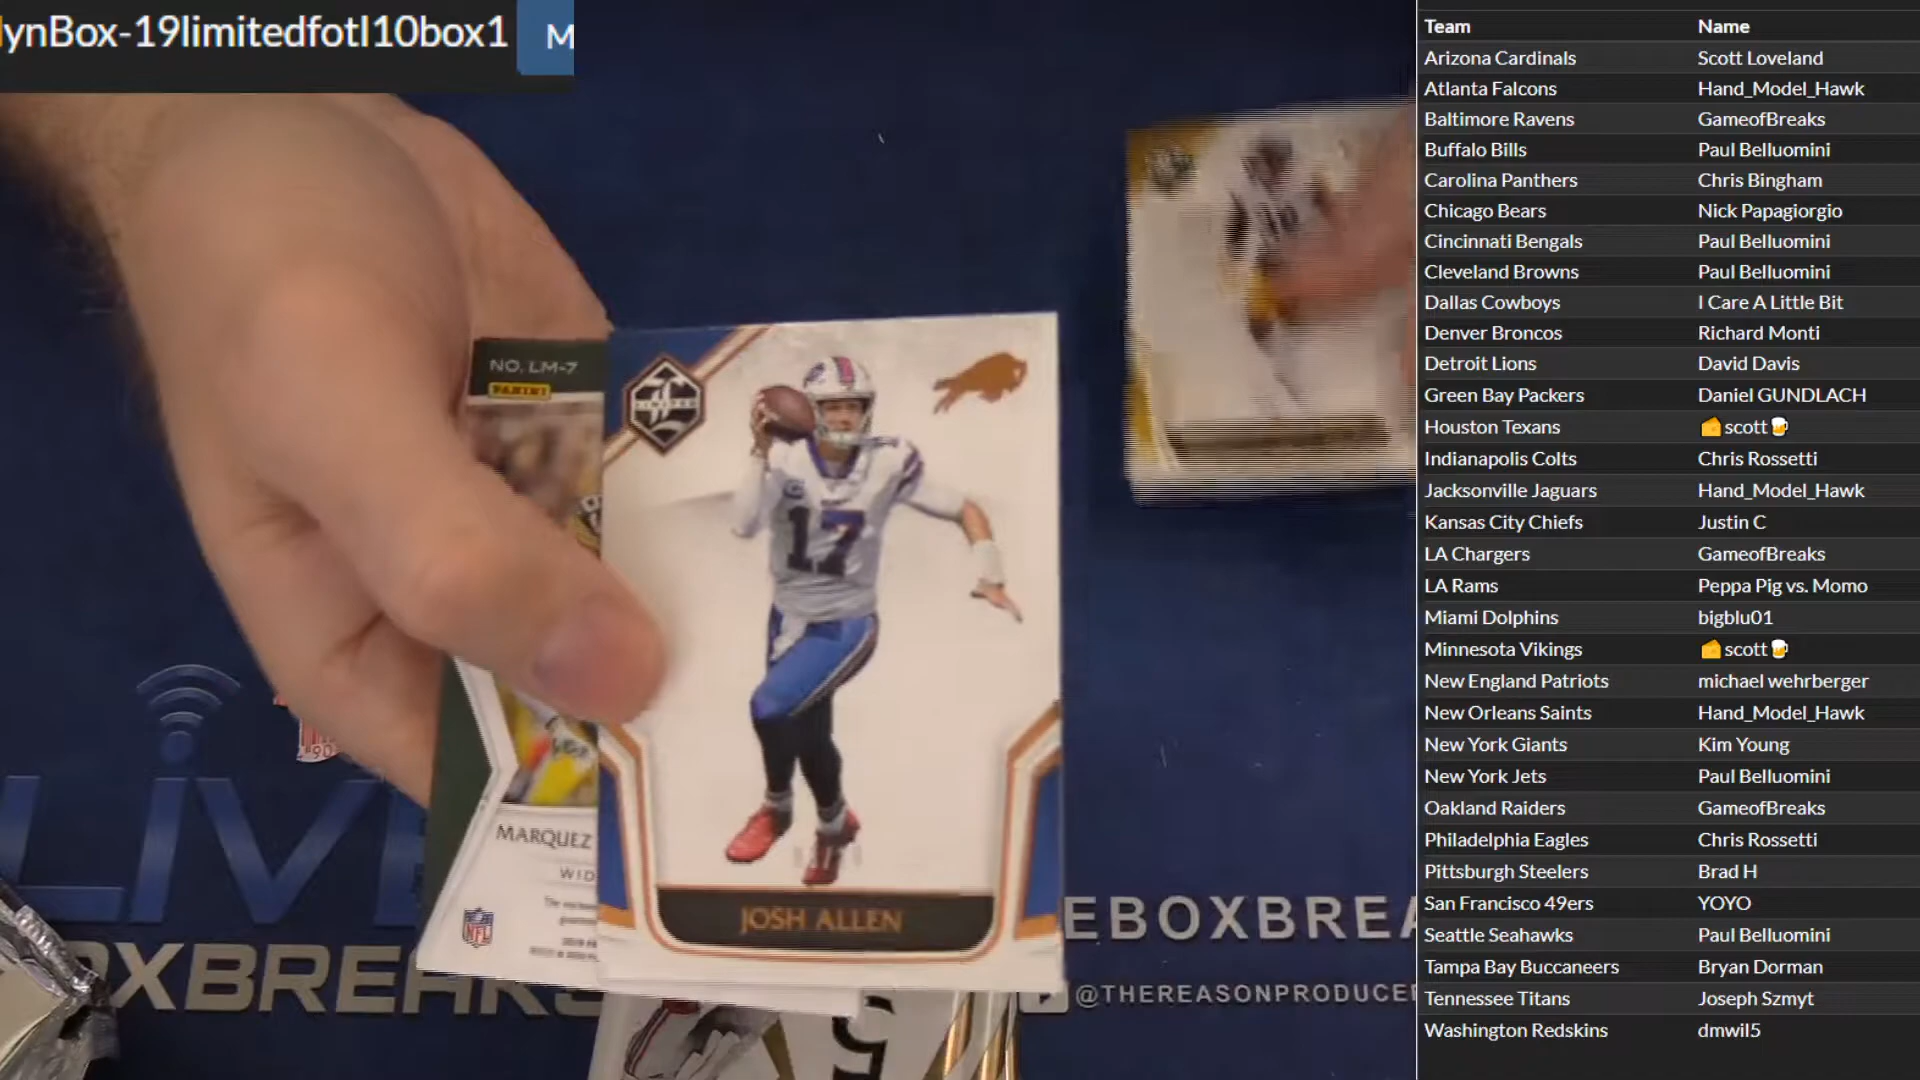 lynBox-19limitedfotl10box1
M
NO. LM-7
PANINI
LIMITED
17
JOSH ALLEN
MARQUEZ
WID
NFL
LIV
OXBREAKS
EBOXBREA
@THEREASONPRODUCE
Team Name
Arizona Cardinals Scott Loveland
Atlanta Falcons Hand_Model_Hawk
Baltimore Ravens GameofBreaks
Buffalo Bills Paul Belluomini
Carolina Panthers Chris Bingham
Chicago Bears Nick Papagiorgio
Cincinnati Bengals Paul Belluomini
Cleveland Browns Paul Belluomini
Dallas Cowboys I Care A Little Bit
Denver Broncos Richard Monti
Detroit Lions David Davis
Green Bay Packers Daniel GUNDLACH
Houston Texans 🧀scott🍺
Indianapolis Colts Chris Rossetti
Jacksonville Jaguars Hand_Model_Hawk
Kansas City Chiefs Justin C
LA Chargers GameofBreaks
LA Rams Peppa Pig vs. Momo
Miami Dolphins bigblu01
Minnesota Vikings 🧀scott🍺
New England Patriots michael wehrberger
New Orleans Saints Hand_Model_Hawk
New York Giants Kim Young
New York Jets Paul Belluomini
Oakland Raiders GameofBreaks
Philadelphia Eagles Chris Rossetti
Pittsburgh Steelers Brad H
San Francisco 49ers YOYO
Seattle Seahawks Paul Belluomini
Tampa Bay Buccaneers Bryan Dorman
Tennessee Titans Joseph Szmyt
Washington Redskins dmwil5